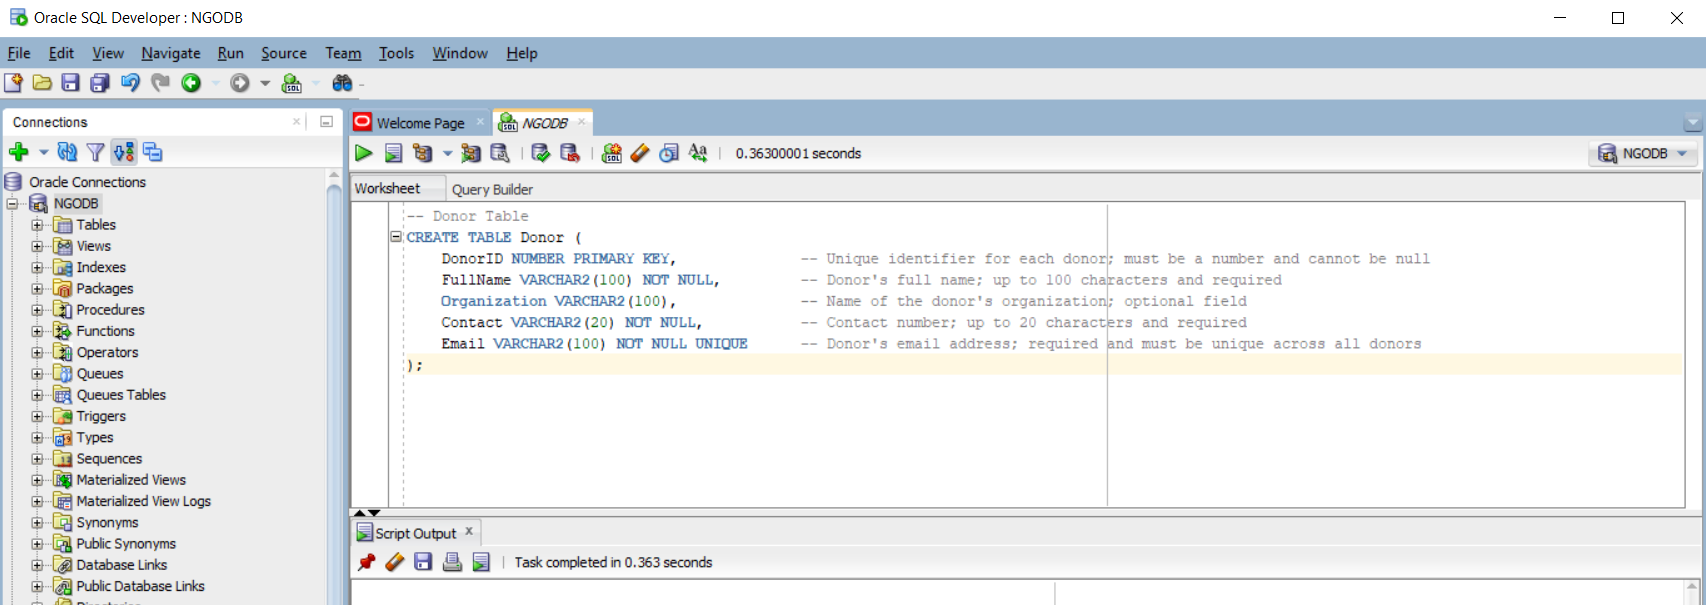 Oracle SQL Developer : NGODB
File Edit View Navigate Run Source Team Tools Window Help
Connections
Welcome Page
NGODB
0.36300001 seconds
NGODB
Oracle Connections
NGODB
Tables
Views
Indexes
Packages
Procedures
Functions
Operators
Queues
Queues Tables
Triggers
Types
Sequences
Materialized Views
Materialized View Logs
Synonyms
Public Synonyms
Database Links
Public Database Links
Worksheet Query Builder
-- Donor Table
CREATE TABLE Donor (
DonorID NUMBER PRIMARY KEY, -- Unique identifier for each donor; must be a number and cannot be null
FullName VARCHAR2(100) NOT NULL, -- Donor's full name; up to 100 characters and required
Organization VARCHAR2(100), -- Name of the donor's organization; optional field
Contact VARCHAR2(20) NOT NULL, -- Contact number; up to 20 characters and required
Email VARCHAR2(100) NOT NULL UNIQUE -- Donor's email address; required and must be unique across all donors
);
Script Output
Task completed in 0.363 seconds